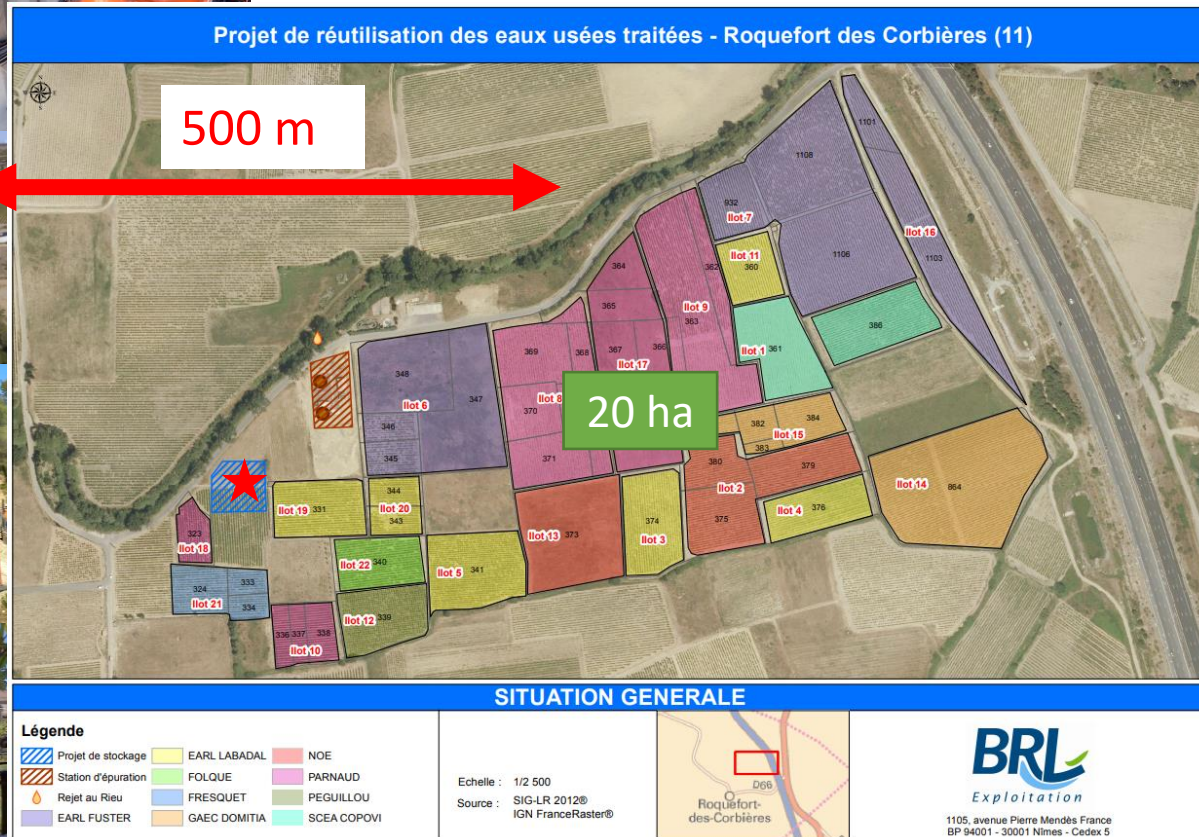 Projet de réutilisation des eaux usées traitées - Roquefort des Corbières (11)
500 m
1101
1108
932
Ilot 7
Ilot 16
364
362
Ilot 11
360
1106
1103
365
Ilot 9
363
386
369
368
367
366
Ilot 17
Ilot 1
361
348
347
Ilot 6
370
Ilot 8
20 ha
346
382
384
383
Ilot 15
345
371
380
379
Ilot 2
344
343
Ilot 20
Ilot 19
331
Ilot 14
864
374
Ilot 3
375
Ilot 4
376
323
Ilot 18
Ilot 13
373
Ilot 22
340
Ilot 5
341
324
333
334
Ilot 21
Ilot 12
339
336
337
338
Ilot 10
SITUATION GENERALE
Légende
Projet de stockage
Station d'épuration
Rejet au Rieu
EARL FUSTER
EARL LABADAL
FOLQUE
FRESQUET
GAEC DOMITIA
NOE
PARNAUD
PEGUILLOU
SCEA COPOVI
Echelle : 1/2 500
Source : SIG-LR 2012®
IGN FranceRaster®
D66
Roquefort-
des-Corbières
BRL
Exploitation
1105, avenue Pierre Mendès France
BP 94001 - 30001 Nîmes - Cedex 5